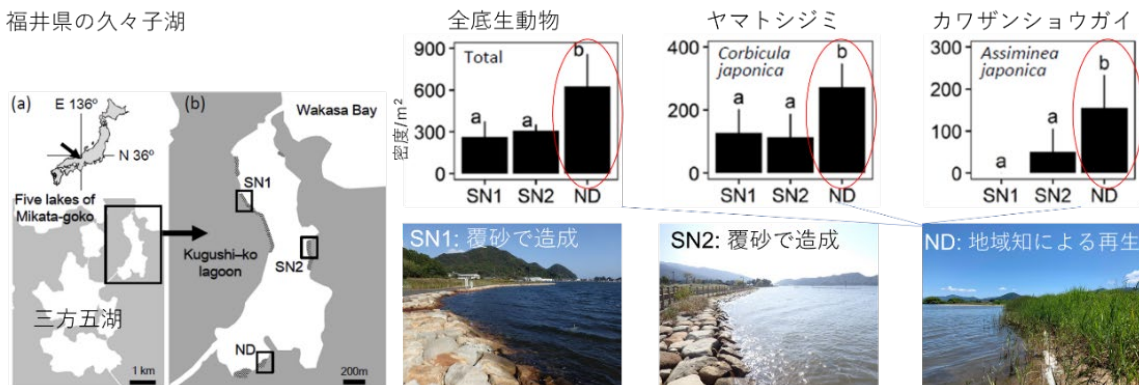 福井県の久々子湖
(a)
E 136º
N 36º
Five lakes of
Mikata-goko
三方五湖
1 km
(b)
Wakasa Bay
SN1
Kugushi–ko
lagoon
SN2
ND
200m
全底生動物
密度/m²
900
600
300
0
Total
a
a
b
SN1 SN2 ND
ヤマトシジミ
400
200
0
Corbicula
japonica
a
a
b
SN1 SN2 ND
カワザンショウガイ
300
200
100
0
Assiminea
japonica
a
a
b
SN1 SN2 ND
SN1: 覆砂で造成
SN2: 覆砂で造成
ND: 地域知による再生